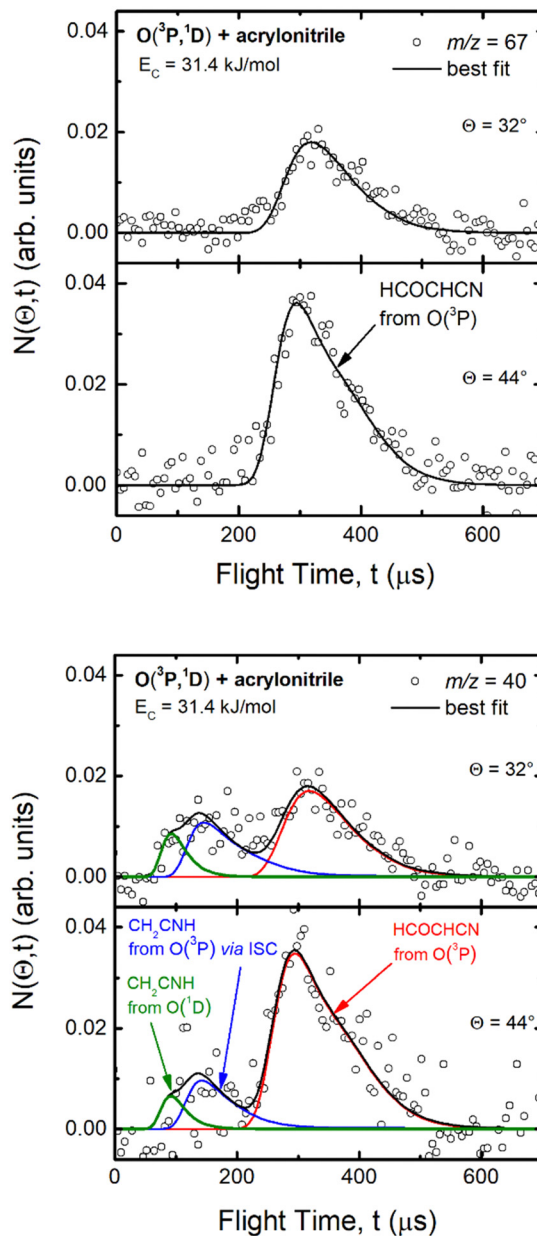 O(³P,¹D) + acrylonitrile
m/z = 67
E_C = 31.4 kJ/mol
best fit
0.04
Θ = 32°
0.02
0.00
0.04
HCOCHCN
from O(³P)
Θ = 44°
0.02
0.00
N(Θ,t) (arb. units)
0 200 400 600
Flight Time, t (μs)
O(³P,¹D) + acrylonitrile
m/z = 40
E_C = 31.4 kJ/mol
best fit
0.04
Θ = 32°
0.02
0.00
0.04
CH₂CNH
from O(³P) via ISC
HCOCHCN
from O(³P)
Θ = 44°
CH₂CNH
from O(¹D)
0.02
0.00
N(Θ,t) (arb. units)
0 200 400 600
Flight Time, t (μs)